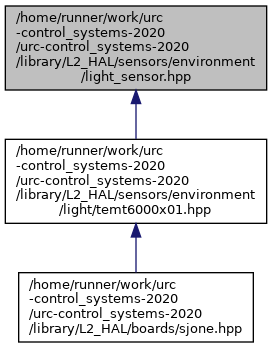 /home/runner/work/urc
-control_systems-2020
/urc-control_systems-2020
/library/L2_HAL/sensors/environment
/light_sensor.hpp
/home/runner/work/urc
-control_systems-2020
/urc-control_systems-2020
/library/L2_HAL/sensors/environment
/light/temt6000x01.hpp
/home/runner/work/urc
-control_systems-2020
/urc-control_systems-2020
/library/L2_HAL/boards/sjone.hpp